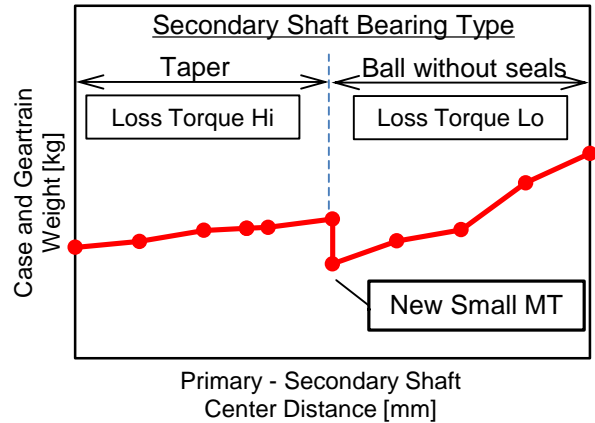 Secondary Shaft Bearing Type
Taper
Ball without seals
Loss Torque Hi
Loss Torque Lo
Case and Geartrain
Weight [kg]
New Small MT
Primary - Secondary Shaft
Center Distance [mm]